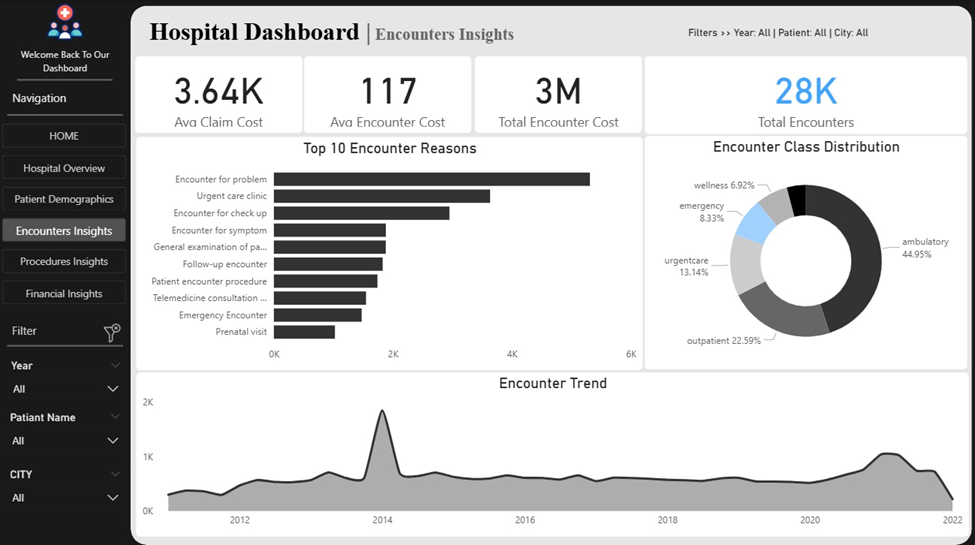 Welcome Back To Our
Dashboard
Navigation
HOME
Hospital Overview
Patient Demographics
Encounters Insights
Procedures Insights
Financial Insights
Filter
Year
All
Patiant Name
All
CITY
All
Hospital Dashboard | Encounters Insights
Filters >> Year: All | Patient: All | City: All
3.64K
Avg Claim Cost
117
Avg Encounter Cost
3M
Total Encounter Cost
28K
Total Encounters
Top 10 Encounter Reasons
Encounter for problem
Urgent care clinic
Encounter for check up
Encounter for symptom
General examination of pa...
Follow-up encounter
Patient encounter procedure
Telemedicine consultation ...
Emergency Encounter
Prenatal visit
0K 2K 4K 6K
Encounter Class Distribution
wellness 6.92%
emergency
8.33%
urgentcare
13.14%
outpatient 22.59%
ambulatory
44.95%
Encounter Trend
2K
1K
0K
2012 2014 2016 2018 2020 2022